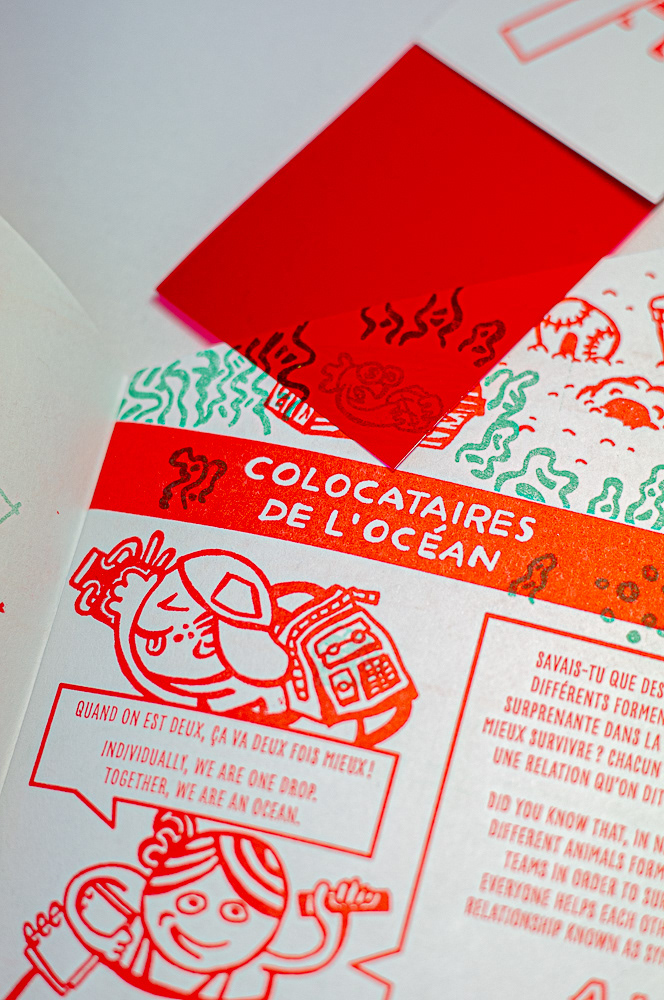 COLOCATAIRES
DE L'OCÉAN
QUAND ON EST DEUX, ÇA VA DEUX FOIS MIEUX!
INDIVIDUALLY, WE ARE ONE DROP.
TOGETHER, WE ARE AN OCEAN.
SAVAIS-TU QUE DES
DIFFÉRENTS FORMEN
SURPRENANTE DANS LA
MIEUX SURVIVRE? CHACUN
UNE RELATION QU'ON DIT
DID YOU KNOW THAT, IN N
DIFFERENT ANIMALS FORM
TEAMS IN ORDER TO SU
EVERYONE HELPS EACH OTH
RELATIONSHIP KNOWN AS SY